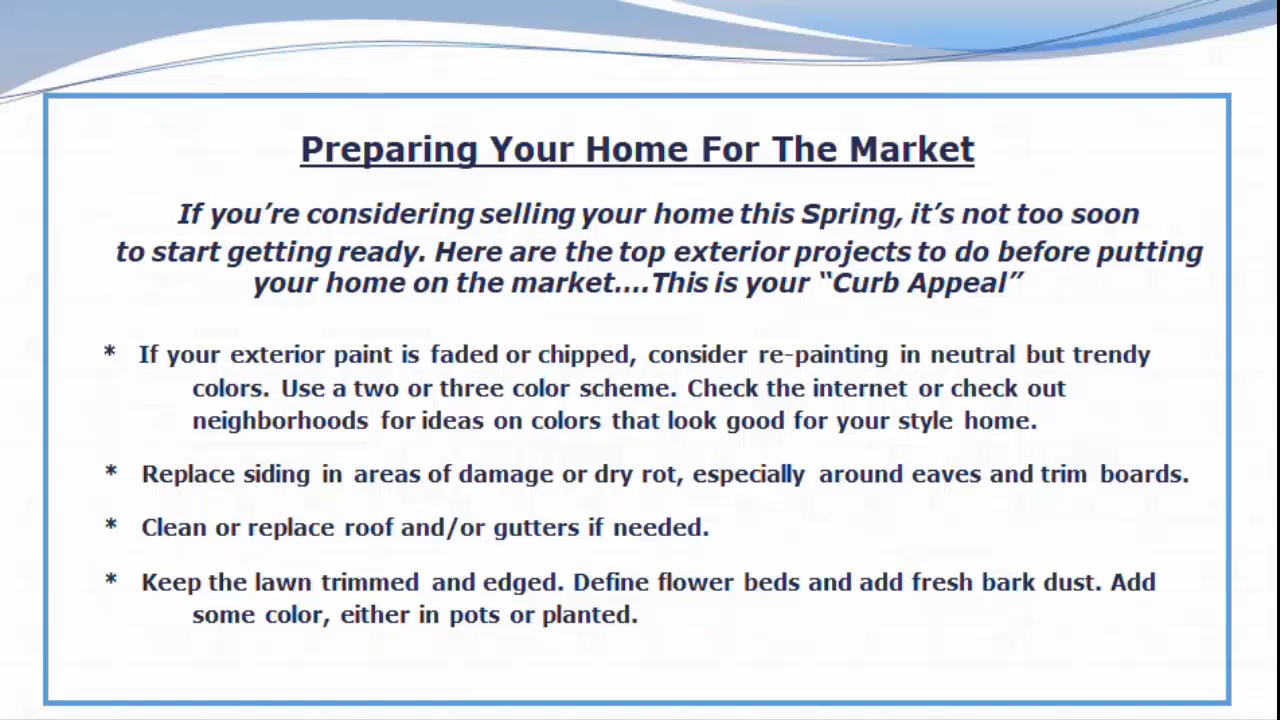 Preparing Your Home For The Market
If you’re considering selling your home this Spring, it’s not too soon
to start getting ready. Here are the top exterior projects to do before putting
your home on the market....This is your “Curb Appeal”
* If your exterior paint is faded or chipped, consider re-painting in neutral but trendy
colors. Use a two or three color scheme. Check the internet or check out
neighborhoods for ideas on colors that look good for your style home.
* Replace siding in areas of damage or dry rot, especially around eaves and trim boards.
* Clean or replace roof and/or gutters if needed.
* Keep the lawn trimmed and edged. Define flower beds and add fresh bark dust. Add
some color, either in pots or planted.